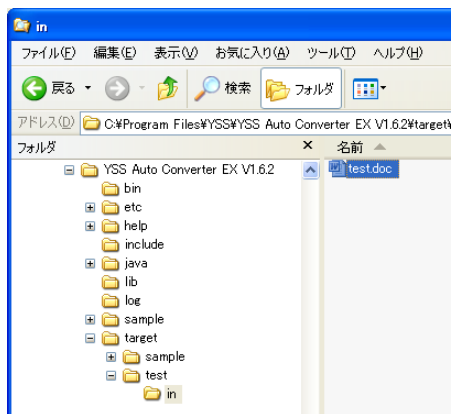 in
ファイル(F) 編集(E) 表示(V) お気に入り(A) ツール(T) ヘルプ(H)
戻る 検索 フォルダ
アドレス(D) C:¥Program Files¥YSS¥YSS Auto Converter EX V1.6.2¥target¥
フォルダ × 名前
YSS Auto Converter EX V1.6.2 test.doc
bin
etc
help
include
java
lib
log
sample
target
sample
test
in